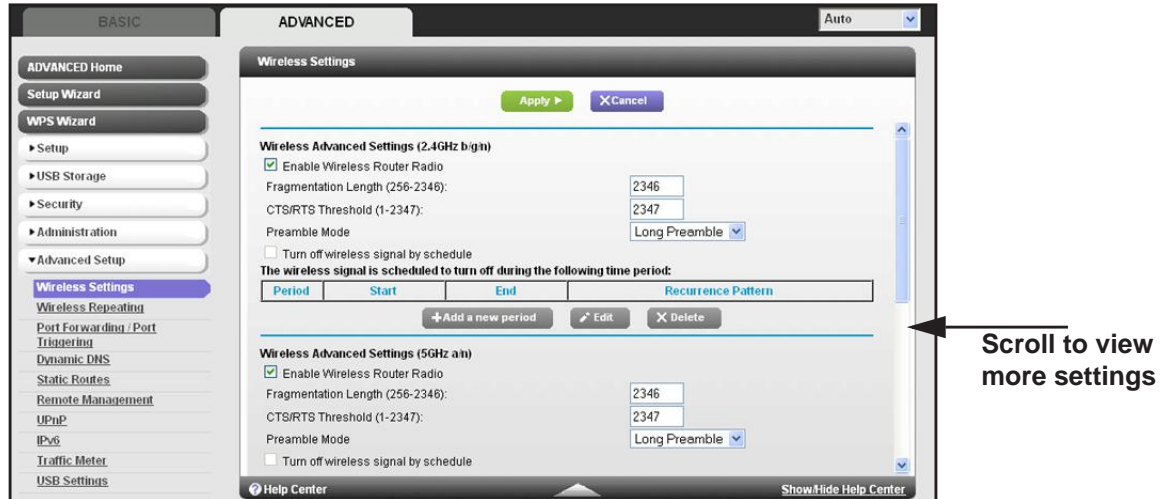 BASIC
ADVANCED
Auto
ADVANCED Home
Setup Wizard
WPS Wizard
Setup
USB Storage
Security
Administration
Advanced Setup
Wireless Settings
Wireless Repeating
Port Forwarding / Port
Triggering
Dynamic DNS
Static Routes
Remote Management
UPnP
IPv6
Traffic Meter
USB Settings
Wireless Settings
Apply
X Cancel
Wireless Advanced Settings (2.4GHz b/g/n)
Enable Wireless Router Radio
Fragmentation Length (256-2346): 2346
CTS/RTS Threshold (1-2347): 2347
Preamble Mode Long Preamble
Turn off wireless signal by schedule
The wireless signal is scheduled to turn off during the following time period:
Period Start End Recurrence Pattern
+Add a new period Edit X Delete
Wireless Advanced Settings (5GHz a/n)
Enable Wireless Router Radio
Fragmentation Length (256-2346): 2346
CTS/RTS Threshold (1-2347): 2347
Preamble Mode Long Preamble
Turn off wireless signal by schedule
? Help Center
Show/Hide Help Center
Scroll to view
more settings